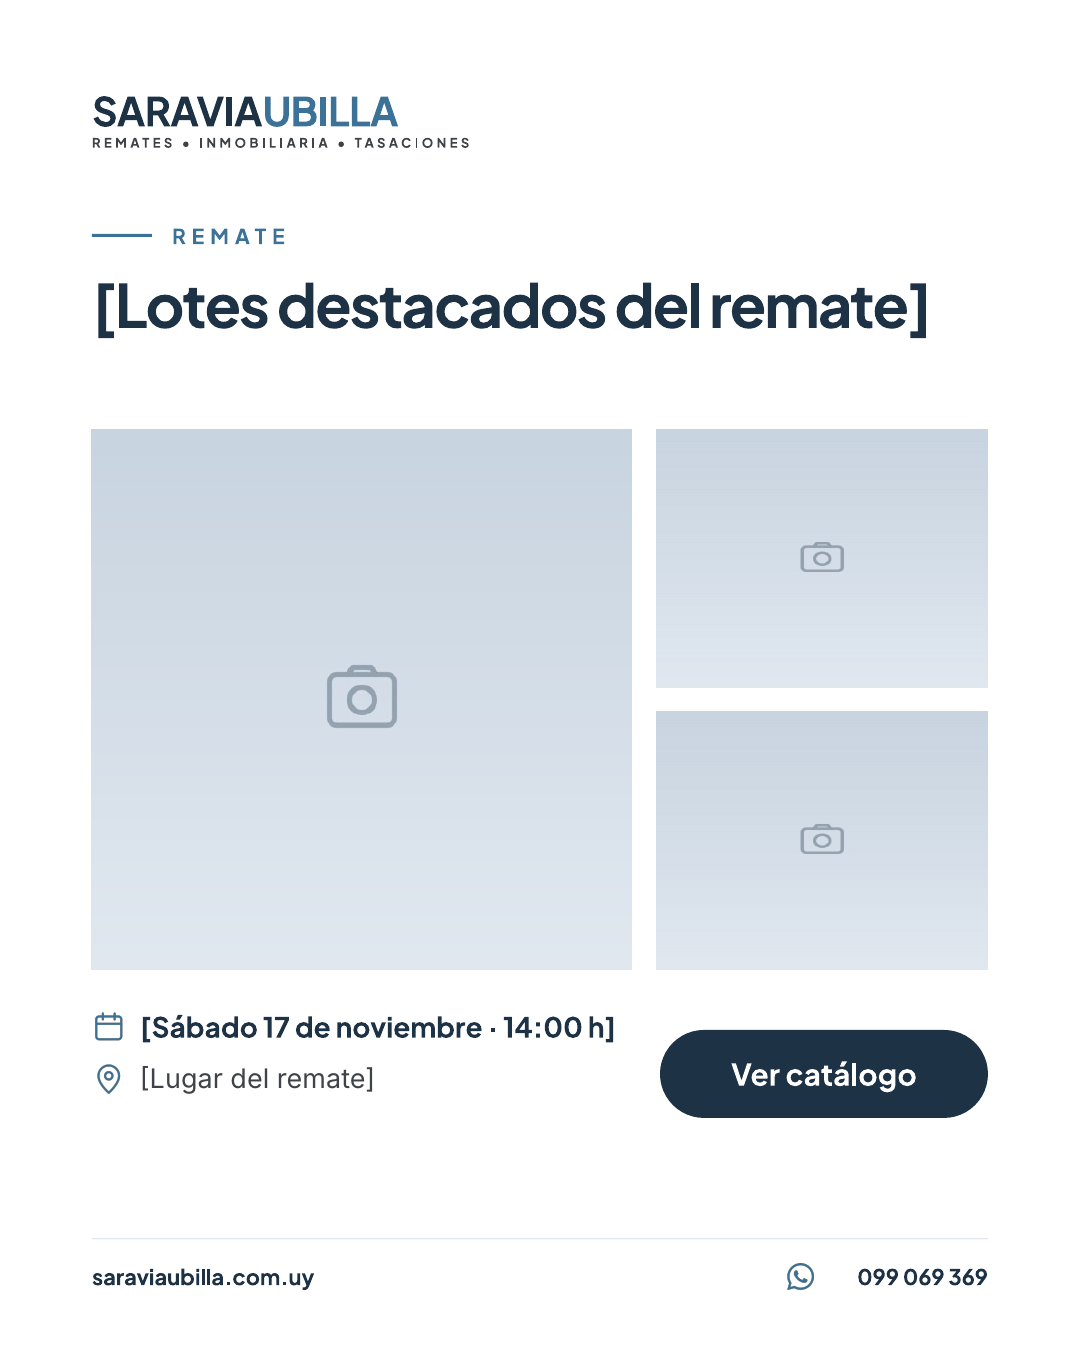 SARAVIAUBILLA
REMATES • INMOBILIARIA • TASACIONES
REMATE
[Lotes destacados del remate]
[Sábado 17 de noviembre · 14:00 h]
[Lugar del remate]
Ver catálogo
saraviaubilla.com.uy
099 069 369